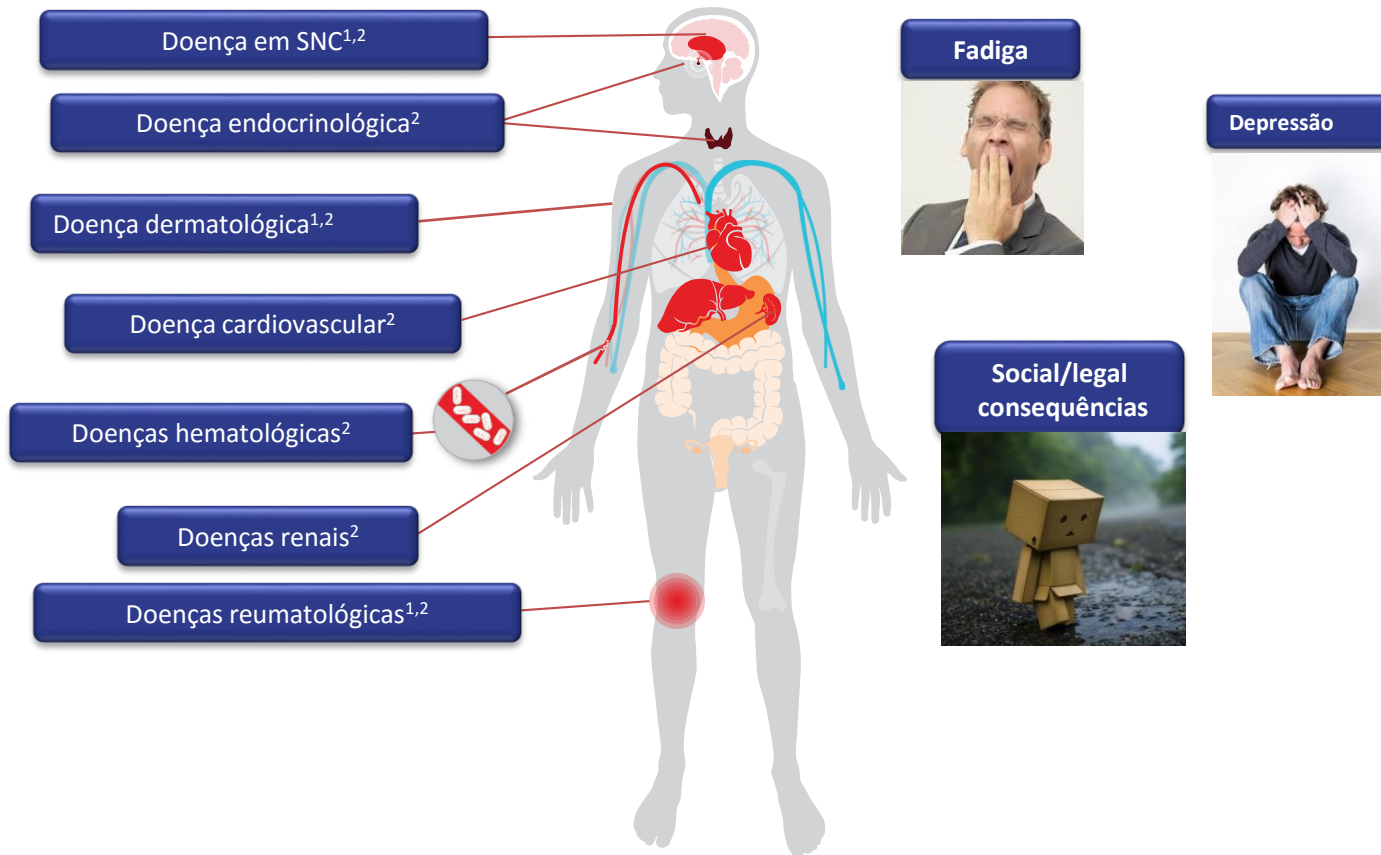 Doença em SNC1,2
Doença endocrinológica2
Doença dermatológica1,2
Doença cardiovascular2
Doenças hematológicas2
Doenças renais2
Doenças reumatológicas1,2
Fadiga
Depressão
Social/legal
consequências